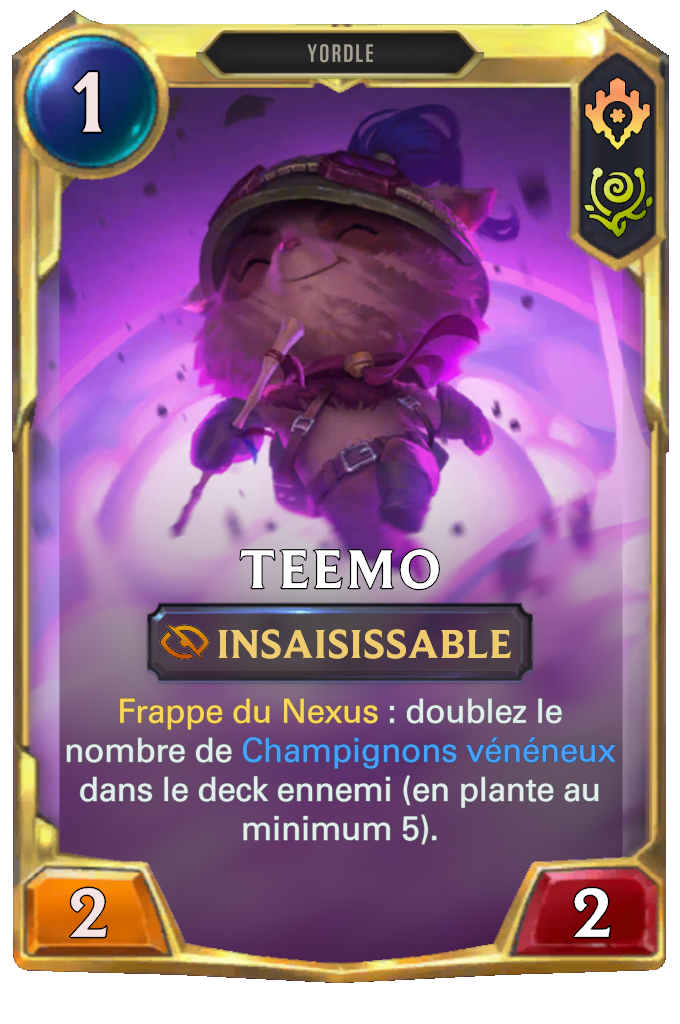 YORDLE
1
TEEMO
INSAISISSABLE
Frappe du Nexus : doublez le
nombre de Champignons vénéneux
dans le deck ennemi (en plante au
minimum 5).
2
2